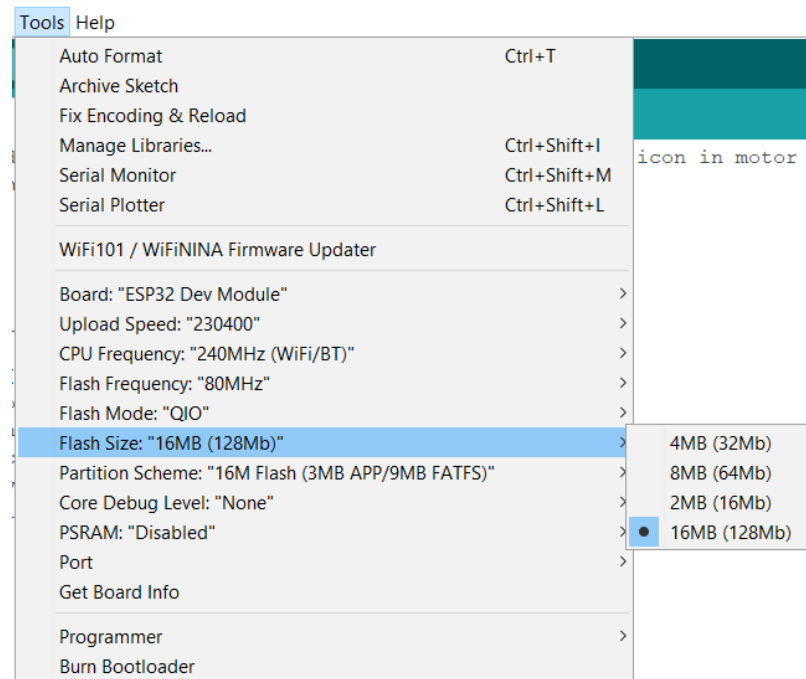 Tools Help
Auto Format Ctrl+T
Archive Sketch
Fix Encoding & Reload
Manage Libraries... Ctrl+Shift+I
Serial Monitor Ctrl+Shift+M
Serial Plotter Ctrl+Shift+L
icon in motor
WiFi101 / WiFiNINA Firmware Updater
Board: "ESP32 Dev Module"
Upload Speed: "230400"
CPU Frequency: "240MHz (WiFi/BT)"
Flash Frequency: "80MHz"
Flash Mode: "QIO"
Flash Size: "16MB (128Mb)"
Partition Scheme: "16M Flash (3MB APP/9MB FATFS)"
Core Debug Level: "None"
PSRAM: "Disabled"
Port
Get Board Info
Programmer
Burn Bootloader
4MB (32Mb)
8MB (64Mb)
2MB (16Mb)
16MB (128Mb)